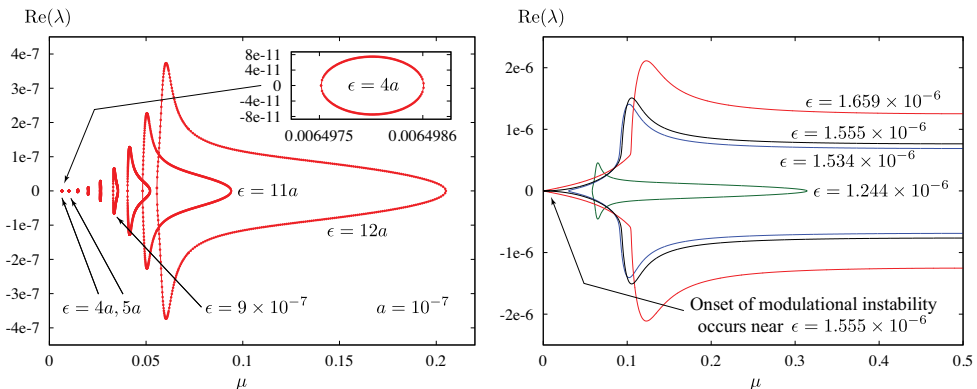 Re(λ)
4e-7
3e-7
2e-7
1e-7
0
-1e-7
-2e-7
-3e-7
-4e-7
0
0.05
0.1
0.15
0.2
μ
8e-11
4e-11
0
-4e-11
-8e-11
0.0064975
0.0064986
ϵ = 4a
ϵ = 11a
ϵ = 12a
ϵ = 4a, 5a
ϵ = 9 × 10⁻⁷
a = 10⁻⁷
Re(λ)
2e-6
1e-6
0
-1e-6
-2e-6
0
0.1
0.2
0.3
0.4
0.5
μ
ϵ = 1.659 × 10⁻⁶
ϵ = 1.555 × 10⁻⁶
ϵ = 1.534 × 10⁻⁶
ϵ = 1.244 × 10⁻⁶
Onset of modulational instability
occurs near ϵ = 1.555 × 10⁻⁶